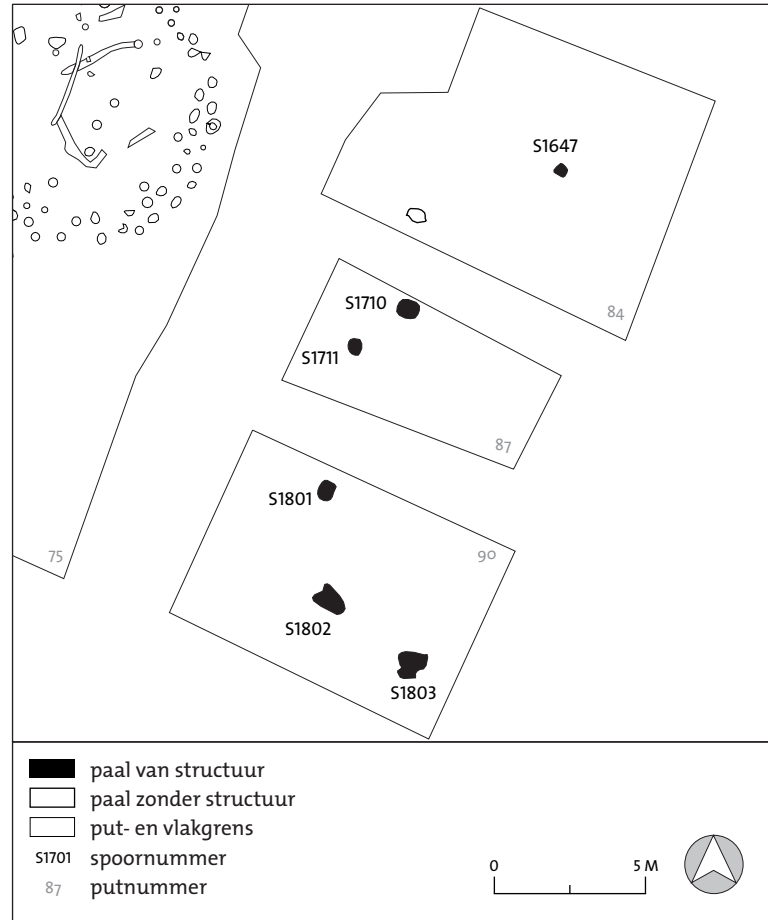 S1647
84
S1710
S1711
87
S1801
75
90
S1802
S1803
paal van structuur
paal zonder structuur
put- en vlakgrens
S1701 spoornummer
87 putnummer
0 5 M